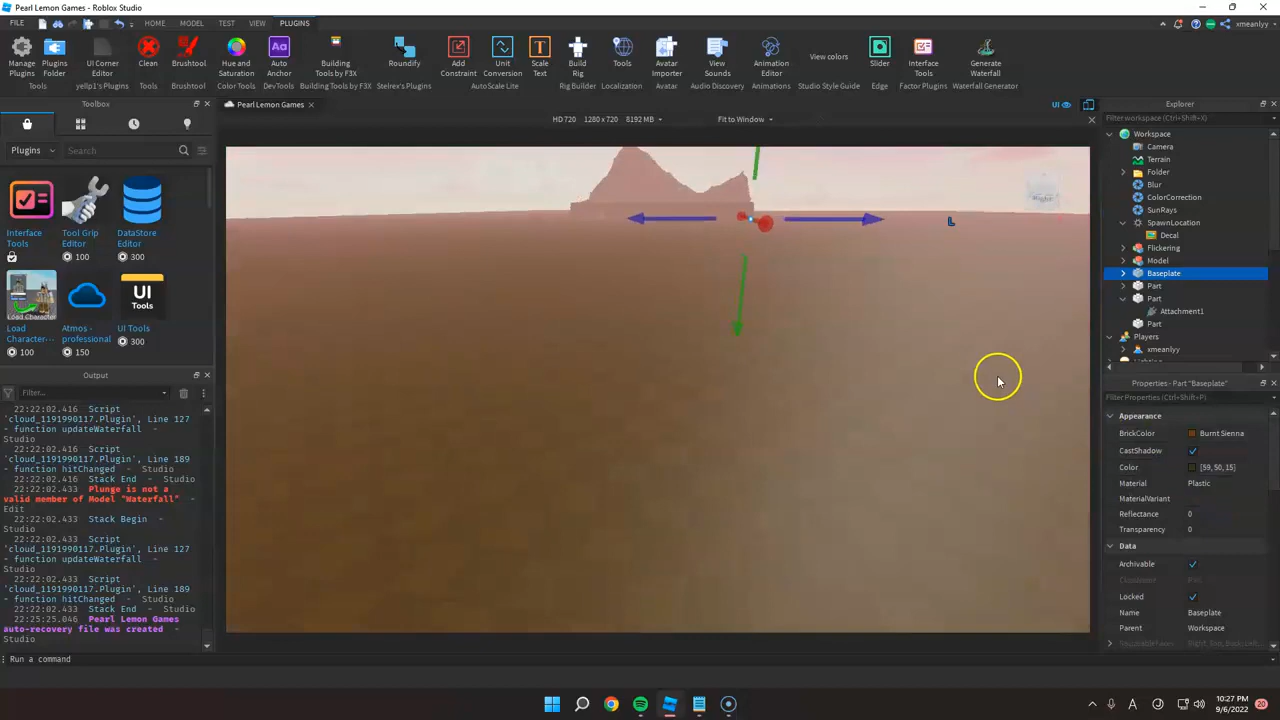 Pearl Lemon Games - Roblox Studio
FILE HOME MODEL TEST VIEW PLUGINS xmeanlyy
Manage Plugins
Plugins Folder
UI Corner Editor
Clean
Brushtool
Hue and Saturation
Auto Anchor
Building Tools by F3X
Roundify
Add Constraint
Unit Conversion
Scale Text
Build Rig
Tools
Avatar Importer
View Sounds
Animation Editor
View colors
Slider
Interface Tools
Generate Waterfall
Tools yellp1's Plugins Tools Brushtool Color Tools DevTools Building Tools by F3X Stelrex's Plugins AutoScale Lite Rig Builder Localization Avatar Audio Discovery Animations Studio Style Guide Edge Factor Plugins Waterfall Generator
Toolbox
Plugins Search
Interface Tools
Tool Grip Editor
100
DataStore Editor
300
Load Character
Load Character...
100
Atmos - professional
150
UI Tools
UI Tools
300
Output
Filter...
22:22:02.416 Script
'cloud_1191990117.Plugin', Line 127
- function updateWaterfall -
Studio
22:22:02.416 Script
'cloud_1191990117.Plugin', Line 189
- function hitChanged - Studio
22:22:02.416 Stack End - Studio
22:22:02.433 Plunge is not a
valid member of Model "Waterfall" -
Edit
22:22:02.433 Stack Begin -
Studio
22:22:02.433 Script
'cloud_1191990117.Plugin', Line 127
- function updateWaterfall -
Studio
22:22:02.433 Script
'cloud_1191990117.Plugin', Line 189
- function hitChanged - Studio
22:22:02.433 Stack End - Studio
22:25:25.046 Pearl Lemon Games
auto-recovery file was created -
Studio
Run a command
Pearl Lemon Games
UI
HD 720 1280 x 720 8192 MB Fit to Window
Right
L
Explorer
Filter workspace (Ctrl+Shift+X)
Workspace
Camera
Terrain
Folder
Blur
ColorCorrection
SunRays
SpawnLocation
Decal
Flickering
Model
Baseplate
Part
Part
Attachment1
Part
Players
xmeanlyy
Properties - Part "Baseplate"
Filter Properties (Ctrl+Shift+P)
Appearance
BrickColor Burnt Sienna
CastShadow
Color [59, 50, 15]
Material Plastic
MaterialVariant
Reflectance 0
Transparency 0
Data
Archivable
Locked
Name Baseplate
Parent Workspace
10:27 PM
9/6/2022
20